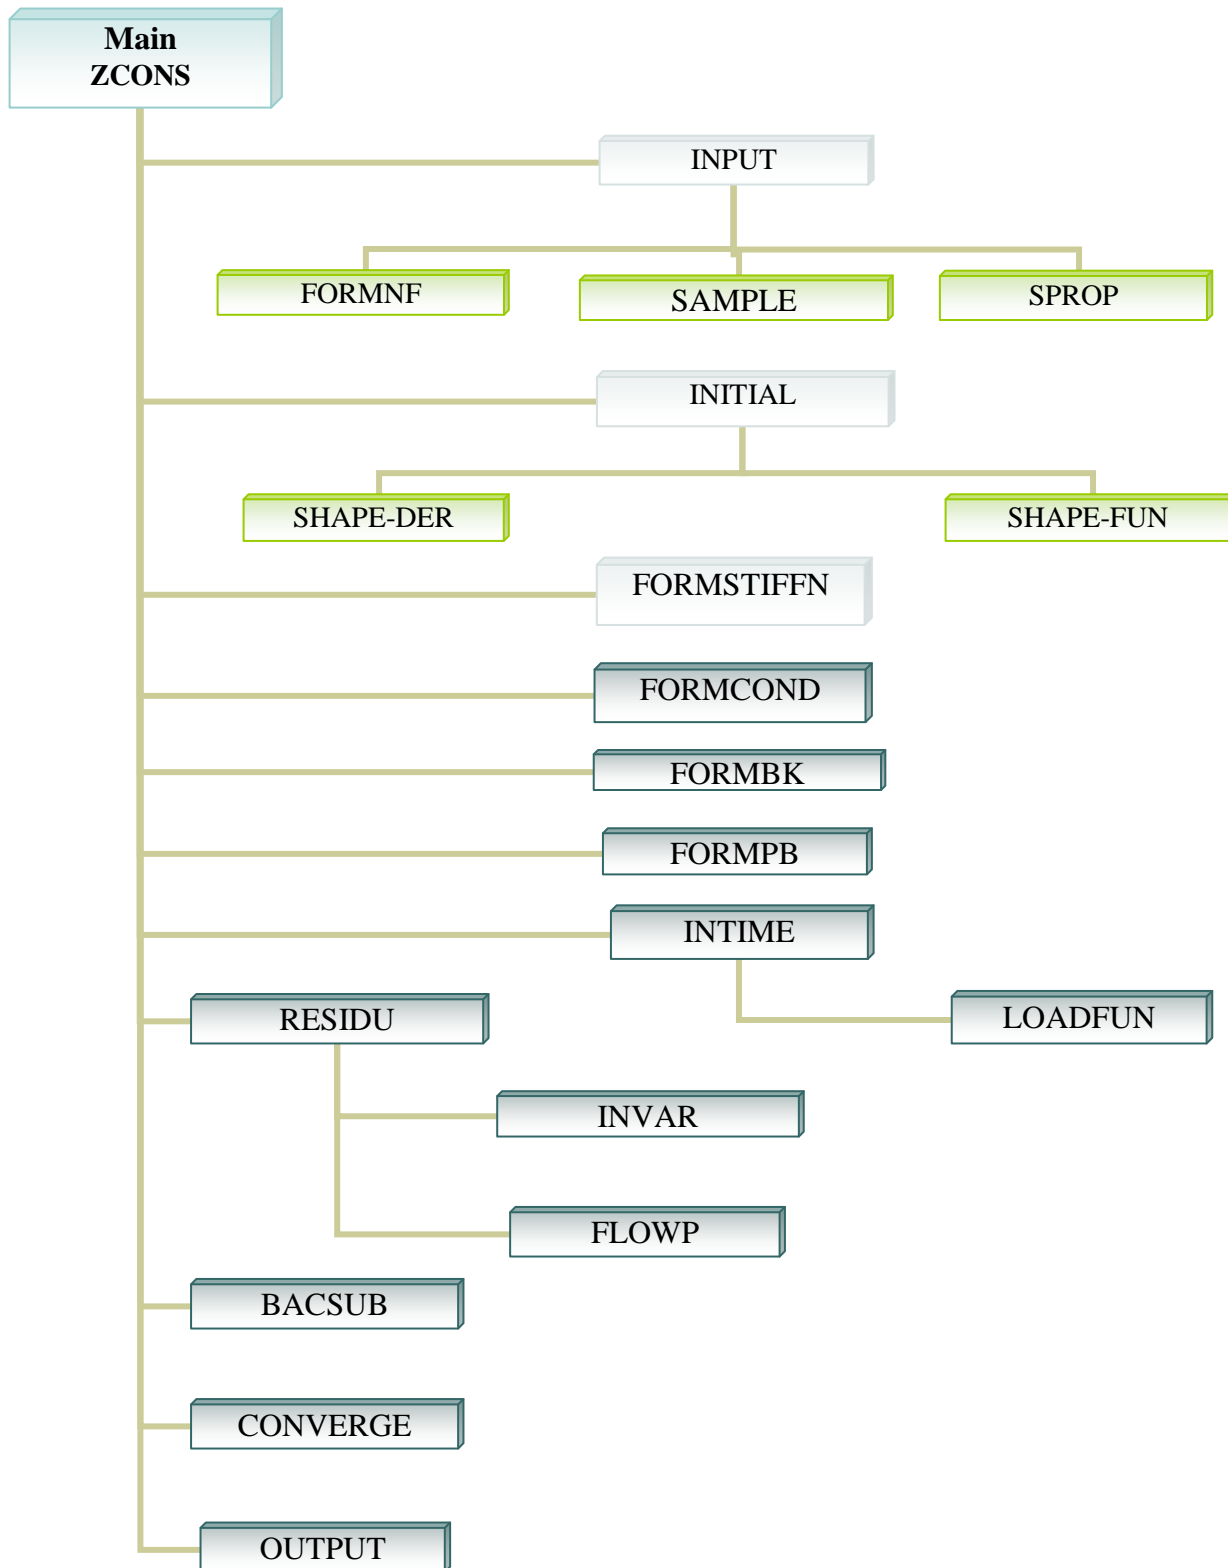 Main
ZCONS
INPUT
FORMNF
SAMPLE
SPROP
INITIAL
SHAPE-DER
SHAPE-FUN
FORMSTIFFN
FORMCOND
FORMBK
FORMPB
INTIME
RESIDU
LOADFUN
INVAR
FLOWP
BACSUB
CONVERGE
OUTPUT